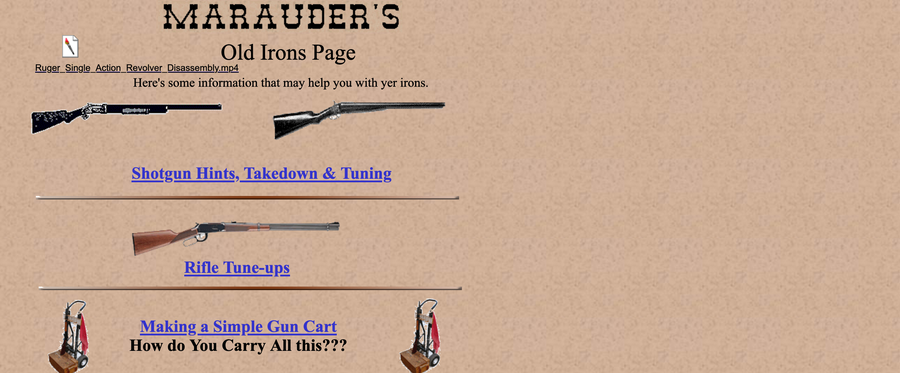 MARAUDER'S
Old Irons Page
Ruger_Single_Action_Revolver_Disassembly.mp4
Here's some information that may help you with yer irons.
Shotgun Hints, Takedown & Tuning
Rifle Tune-ups
Making a Simple Gun Cart
How do You Carry All this???